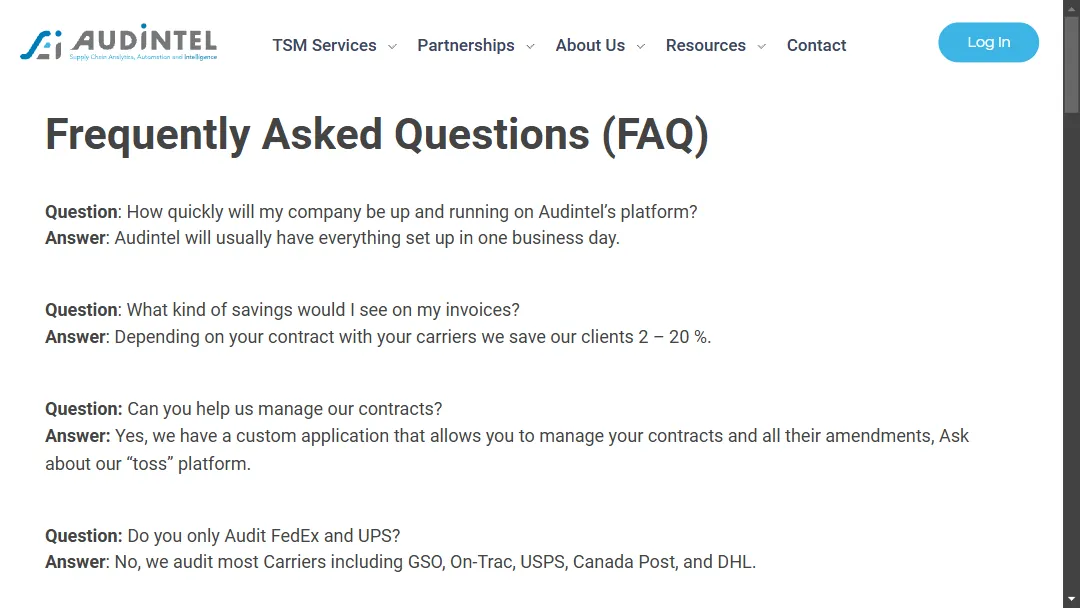 AUDINTEL
Supply Chain Analytics, Automation and Intelligence
TSM Services
Partnerships
About Us
Resources
Contact
Log In
Frequently Asked Questions (FAQ)
Question: How quickly will my company be up and running on Audintel’s platform?
Answer: Audintel will usually have everything set up in one business day.
Question: What kind of savings would I see on my invoices?
Answer: Depending on your contract with your carriers we save our clients 2 – 20 %.
Question: Can you help us manage our contracts?
Answer: Yes, we have a custom application that allows you to manage your contracts and all their amendments, Ask
about our “toss” platform.
Question: Do you only Audit FedEx and UPS?
Answer: No, we audit most Carriers including GSO, On-Trac, USPS, Canada Post, and DHL.